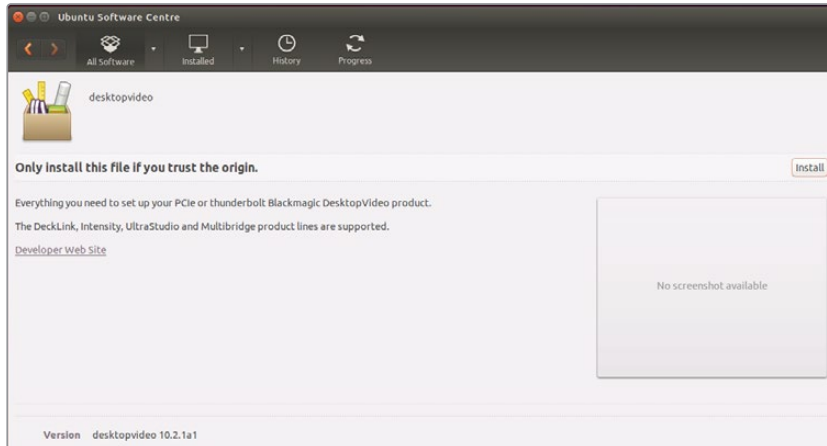 Ubuntu Software Centre
All Software
Installed
History
Progress
desktopvideo
Only install this file if you trust the origin.
Install
Everything you need to set up your PCIe or thunderbolt Blackmagic DesktopVideo product.
The DeckLink, Intensity, UltraStudio and Multibridge product lines are supported.
Developer Web Site
No screenshot available
Version desktopvideo 10.2.1a1